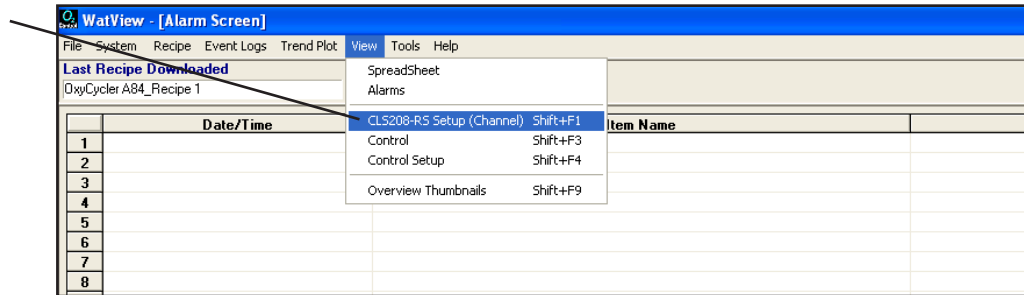 WatView - [Alarm Screen]
File System Recipe Event Logs Trend Plot View Tools Help
Last Recipe Downloaded
OxyCycler A84_Recipe 1
SpreadSheet
Alarms
CLS208-RS Setup (Channel) Shift+F1
Control Shift+F3
Control Setup Shift+F4
Overview Thumbnails Shift+F9
Date/Time Item Name
1
2
3
4
5
6
7
8